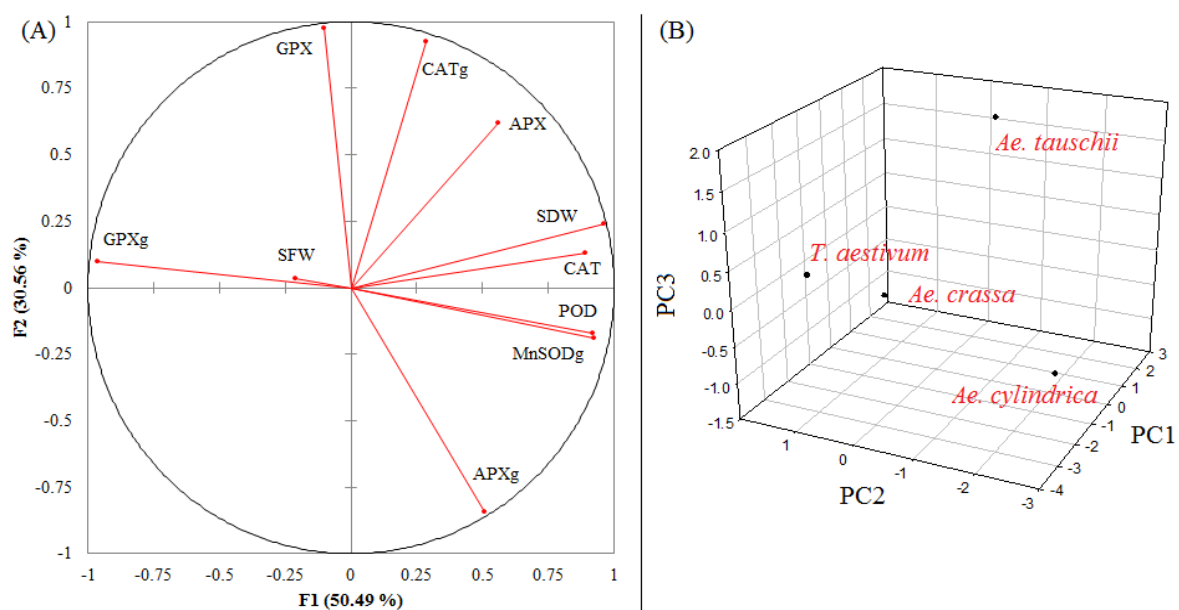 (A)
1
0.75
0.5
0.25
0
-0.25
-0.5
-0.75
-1
F2 (30.56 %)
GPX
CATg
APX
SDW
CAT
GPXg
SFW
POD
MnSODg
APXg
-1 -0.75 -0.5 -0.25 0 0.25 0.5 0.75 1
F1 (50.49 %)
(B)
2.0
1.5
1.0
0.5
0.0
-0.5
-1.0
-1.5
PC3
Ae. tauschii
T. aestivum
Ae. crassa
Ae. cylindrica
1 0 -1 -2 -3
PC2
3
2
1
0
-1
-2
-3
-4
PC1